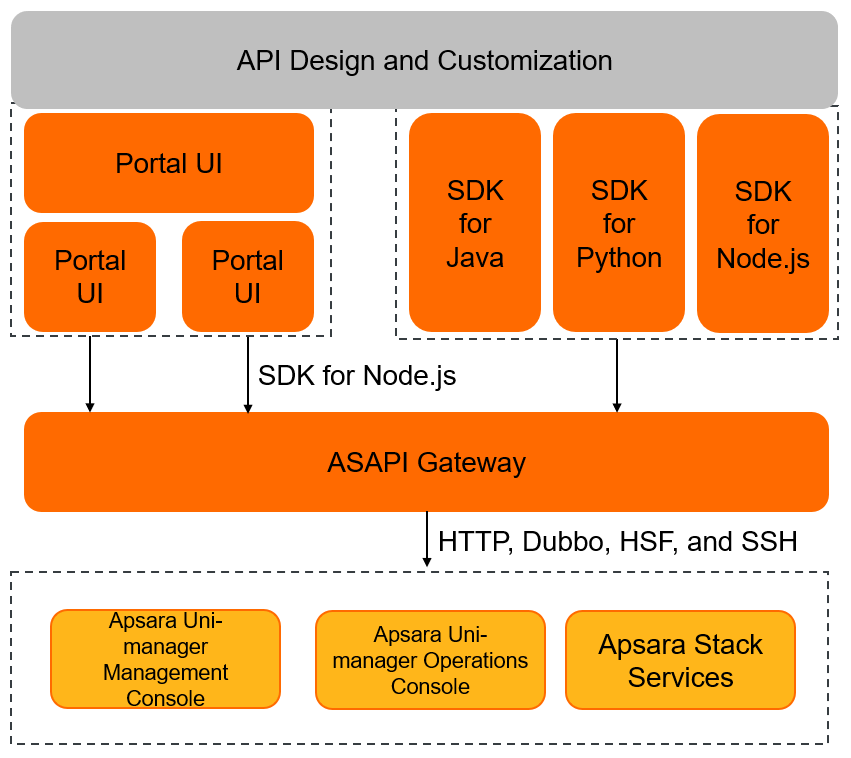 API Design and Customization
Portal UI
Portal
UI
Portal
UI
SDK
for
Java
SDK
for
Python
SDK
for
Node.js
SDK for Node.js
ASAPI Gateway
HTTP, Dubbo, HSF, and SSH
Apsara Uni-
manager
Management
Console
Apsara Uni-
manager Operations
Console
Apsara Stack
Services